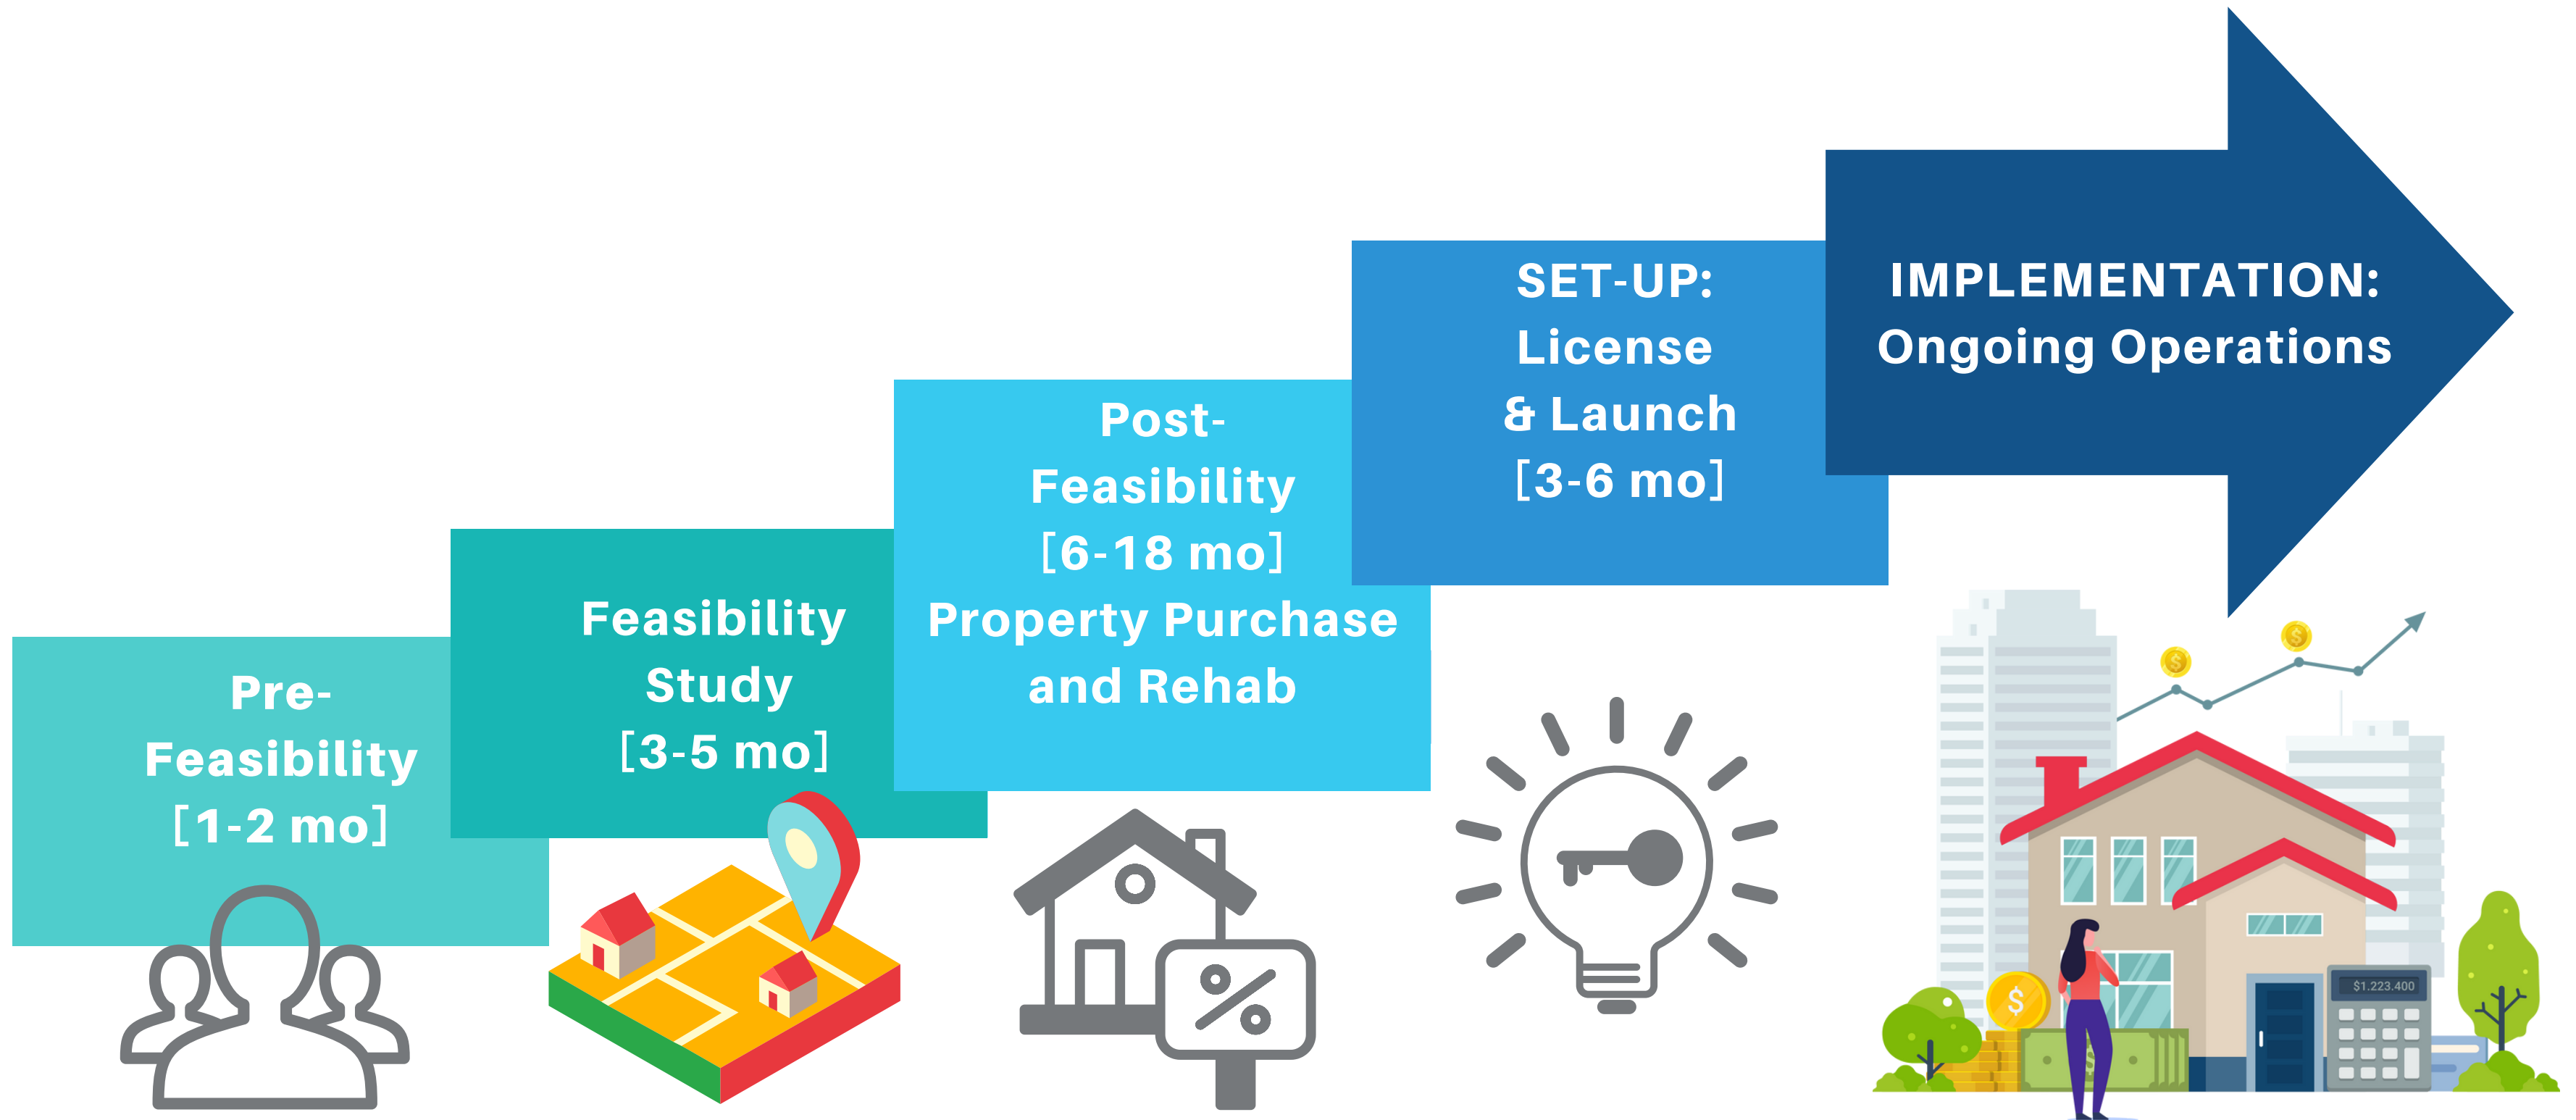 Pre-
Feasibility
[1-2 mo]
Feasibility
Study
[3-5 mo]
Post-
Feasibility
[6-18 mo]
Property Purchase
and Rehab
SET-UP:
License
& Launch
[3-6 mo]
IMPLEMENTATION:
Ongoing Operations
%
$
$
$
$
$1.223.400